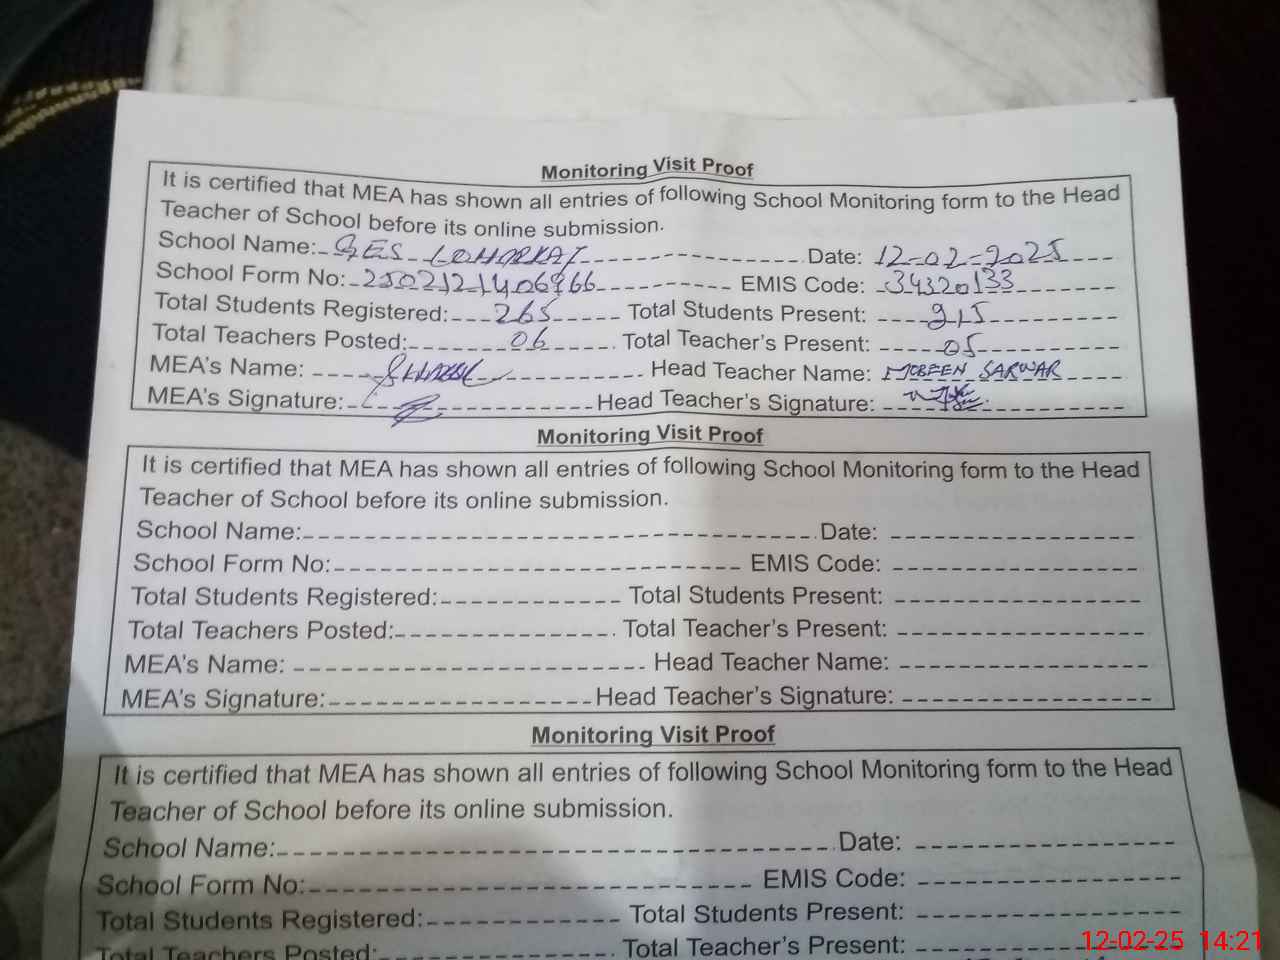 Monitoring Visit Proof
It is certified that MEA has shown all entries of following School Monitoring form to the Head
Teacher of School before its online submission.
School Name: GES LOHORKAI Date: 12-02-2025
School Form No: 2502121406966 EMIS Code: 34320133
Total Students Registered: 265 Total Students Present: 215
Total Teachers Posted: 06 Total Teacher's Present: 05
MEA's Name: Head Teacher Name: MOBEEN SARWAR
MEA's Signature: Head Teacher's Signature:
Monitoring Visit Proof
It is certified that MEA has shown all entries of following School Monitoring form to the Head
Teacher of School before its online submission.
School Name: Date:
School Form No: EMIS Code:
Total Students Registered: Total Students Present:
Total Teachers Posted: Total Teacher's Present:
MEA's Name: Head Teacher Name:
MEA's Signature: Head Teacher's Signature:
Monitoring Visit Proof
It is certified that MEA has shown all entries of following School Monitoring form to the Head
Teacher of School before its online submission.
School Name: Date:
School Form No: EMIS Code:
Total Students Registered: Total Students Present:
Total Teachers Posted: Total Teacher's Present:
12-02-25 14:21